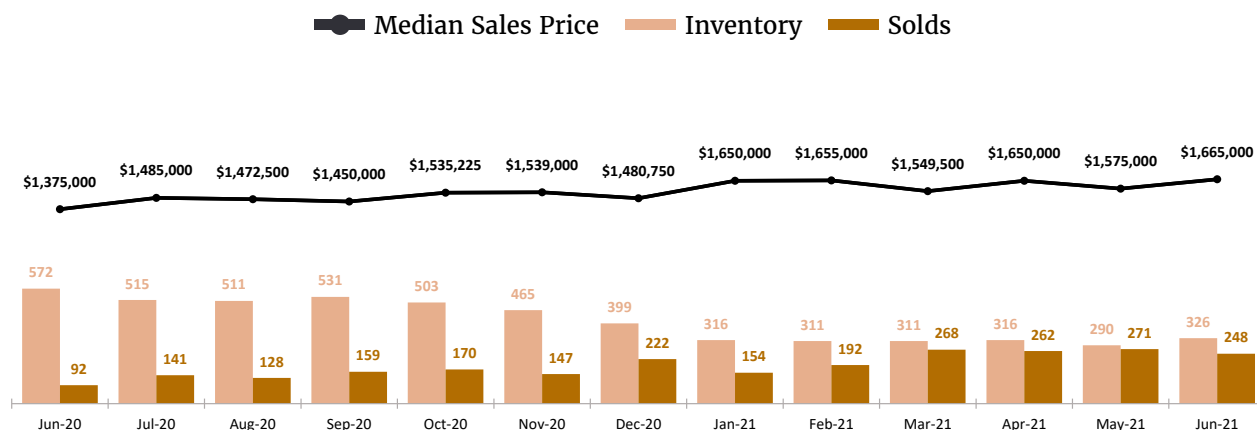 Median Sales Price Inventory Solds
$1,375,000 $1,485,000 $1,472,500 $1,450,000 $1,535,225 $1,539,000 $1,480,750 $1,650,000 $1,655,000 $1,549,500 $1,650,000 $1,575,000 $1,665,000
572 515 511 531 503 465 399 316 311 311 316 290 326
92 141 128 159 170 147 222 154 192 268 262 271 248
Jun-20 Jul-20 Aug-20 Sep-20 Oct-20 Nov-20 Dec-20 Jan-21 Feb-21 Mar-21 Apr-21 May-21 Jun-21